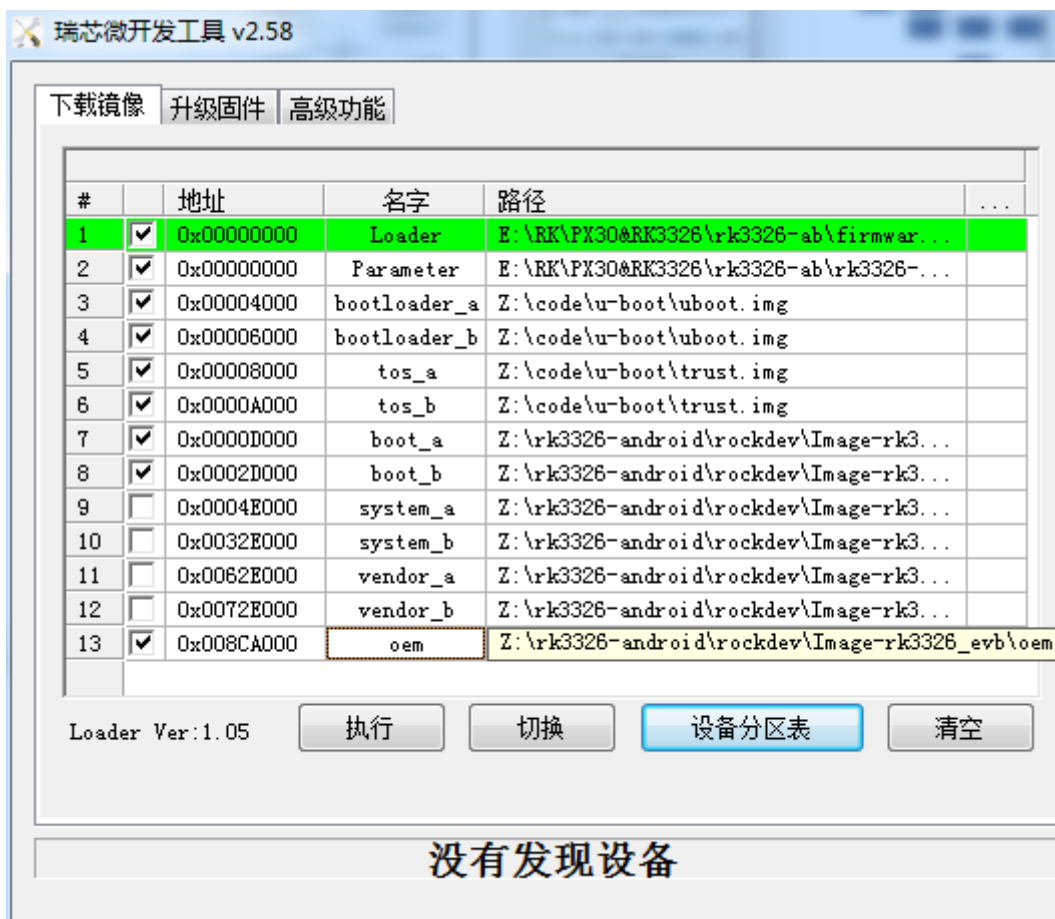 瑞芯微开发工具 v2.58
下载镜像 升级固件 高级功能
# 地址 名字 路径 ...
1 0x00000000 Loader E:\RK\PX30&RK3326\rk3326-ab\firmwar...
2 0x00000000 Parameter E:\RK\PX30&RK3326\rk3326-ab\rk3326-...
3 0x00004000 bootloader_a Z:\code\u-boot\uboot.img
4 0x00006000 bootloader_b Z:\code\u-boot\uboot.img
5 0x00008000 tos_a Z:\code\u-boot\trust.img
6 0x0000A000 tos_b Z:\code\u-boot\trust.img
7 0x0000D000 boot_a Z:\rk3326-android\rockdev\Image-rk3...
8 0x0002D000 boot_b Z:\rk3326-android\rockdev\Image-rk3...
9 0x0004E000 system_a Z:\rk3326-android\rockdev\Image-rk3...
10 0x0032E000 system_b Z:\rk3326-android\rockdev\Image-rk3...
11 0x0062E000 vendor_a Z:\rk3326-android\rockdev\Image-rk3...
12 0x0072E000 vendor_b Z:\rk3326-android\rockdev\Image-rk3...
13 0x008CA000 oem Z:\rk3326-android\rockdev\Image-rk3326_evb\oem
Loader Ver:1.05 执行 切换 设备分区表 清空
没有发现设备